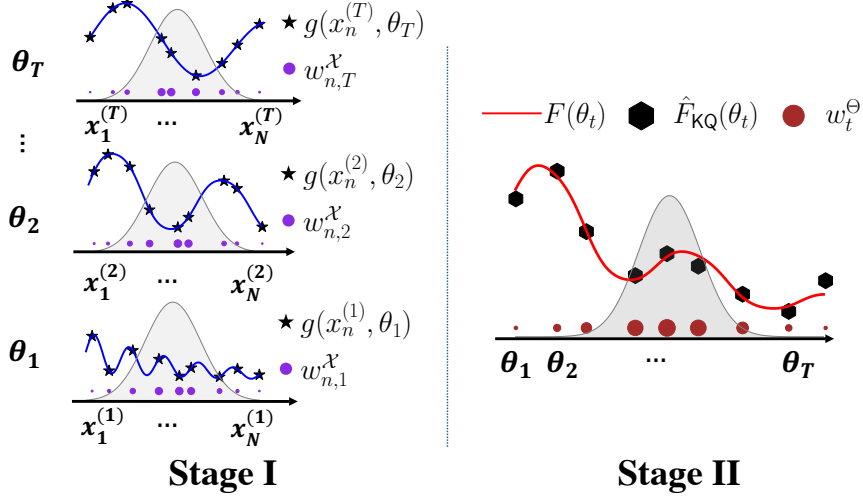 θ_T
★ g(x_n^{(T)}, θ_T)
● w_{n,T}^𝒳
x_1^{(T)} ... x_N^{(T)}
...
θ_2
★ g(x_n^{(2)}, θ_2)
● w_{n,2}^𝒳
x_1^{(2)} ... x_N^{(2)}
θ_1
★ g(x_n^{(1)}, θ_1)
● w_{n,1}^𝒳
x_1^{(1)} ... x_N^{(1)}
Stage I
F(θ_t) F̂_{KQ}(θ_t) w_t^Θ
θ_1 θ_2 ... θ_T
Stage II